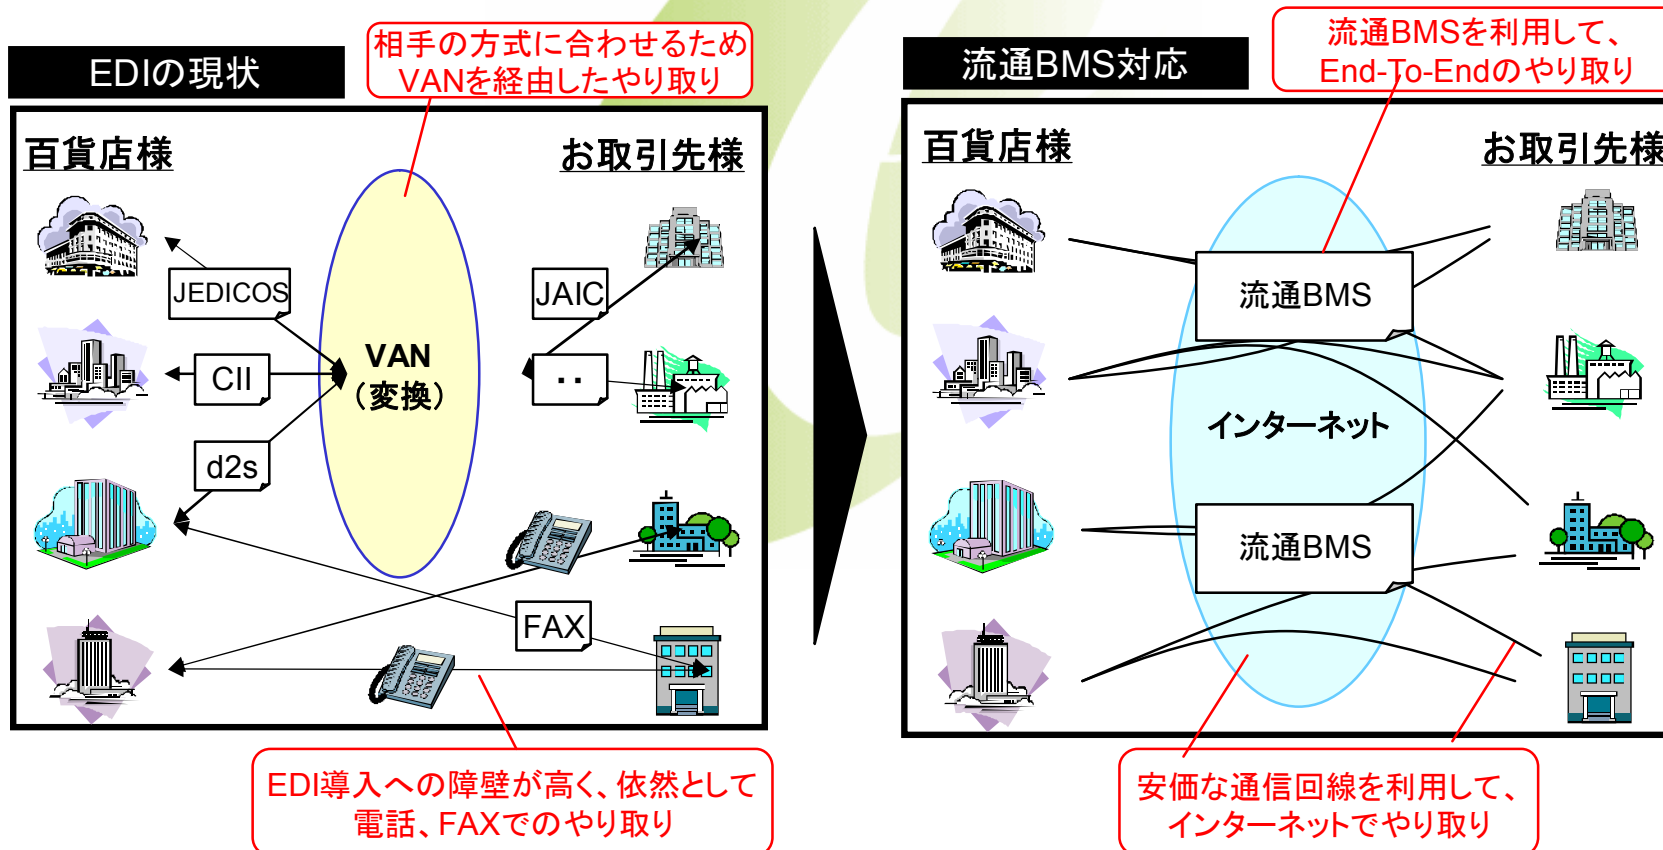 EDIの現状
相手の方式に合わせるため
VANを経由したやり取り
百貨店様
お取引先様
JEDICOS
JAIC
CII
VAN
(変換)
‥
d2s
FAX
EDI導入への障壁が高く、依然として
電話、FAXでのやり取り
流通BMS対応
流通BMSを利用して、
End-To-Endのやり取り
百貨店様
お取引先様
流通BMS
インターネット
流通BMS
安価な通信回線を利用して、
インターネットでやり取り